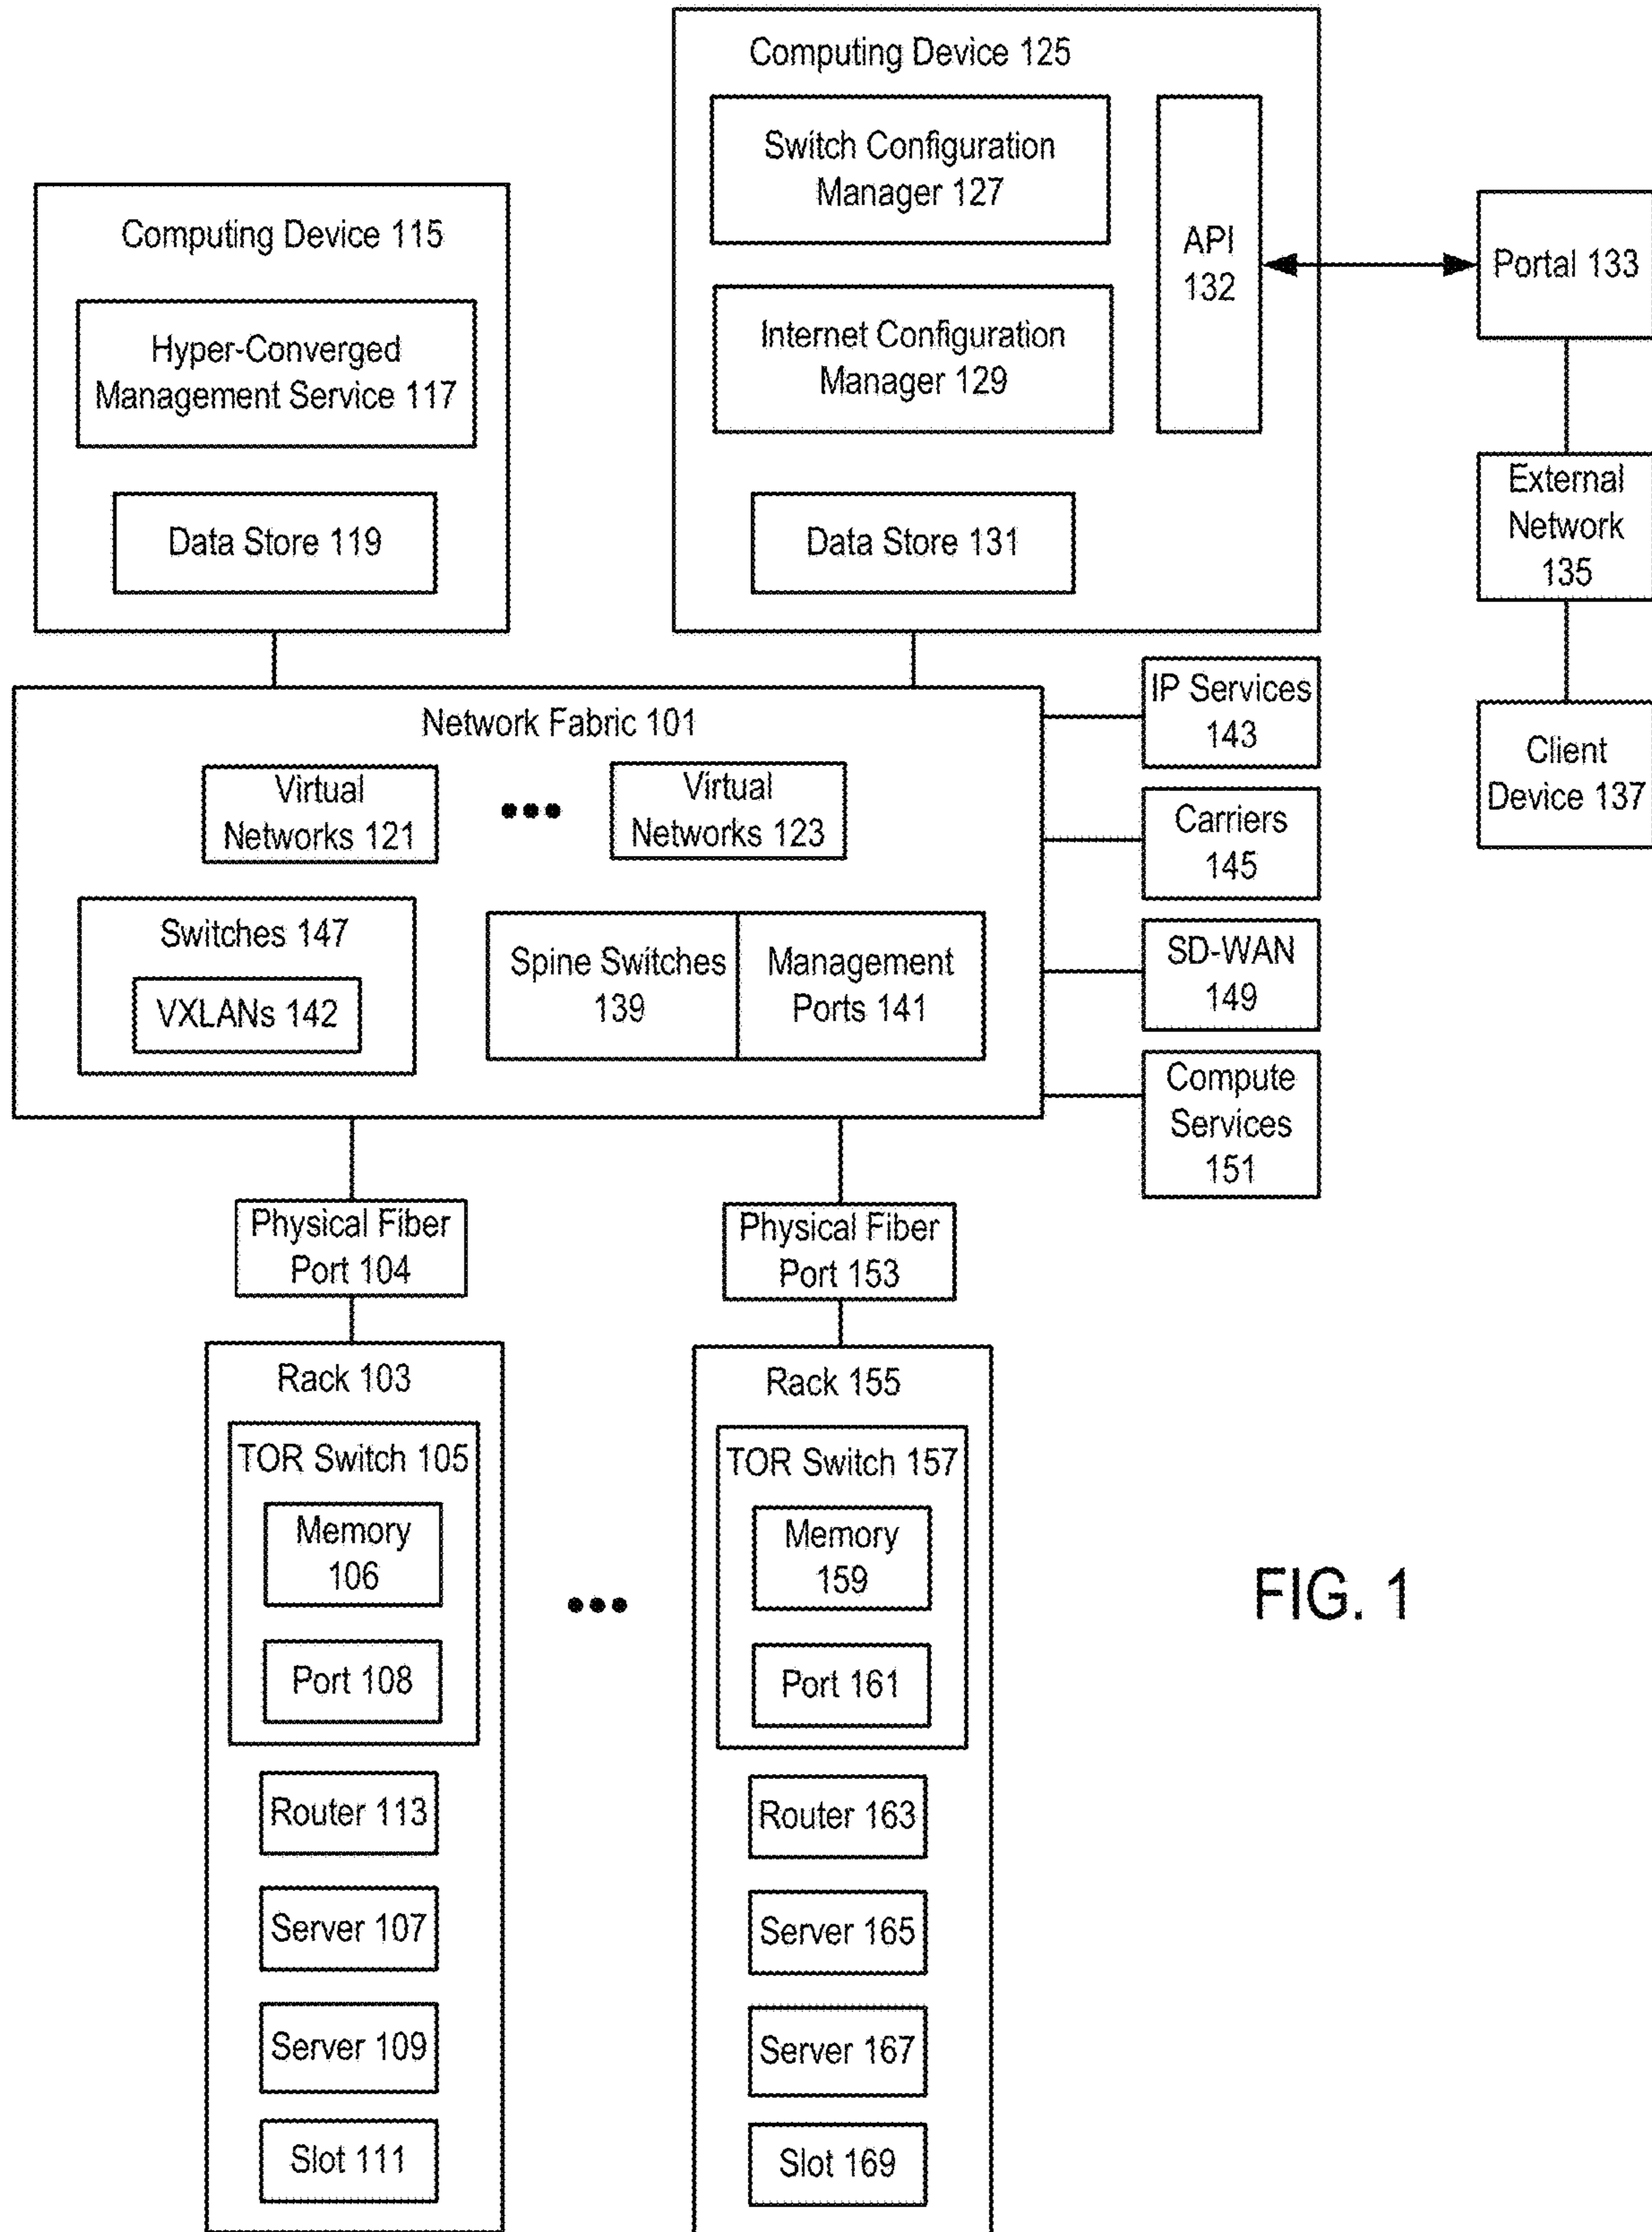 Computing Device 125
Switch Configuration
Manager 127
API
132
Internet Configuration
Manager 129
Data Store 131
Computing Device 115
Hyper-Converged
Management Service 117
Data Store 119
Portal 133
External
Network
135
Client
Device 137
Network Fabric 101
Virtual
Networks 121
Virtual
Networks 123
Switches 147
VXLANs 142
Spine Switches
139
Management
Ports 141
IP Services
143
Carriers
145
SD-WAN
149
Compute
Services
151
Physical Fiber
Port 104
Physical Fiber
Port 153
Rack 103
TOR Switch 105
Memory
106
Port 108
Router 113
Server 107
Server 109
Slot 111
Rack 155
TOR Switch 157
Memory
159
Port 161
Router 163
Server 165
Server 167
Slot 169
FIG. 1